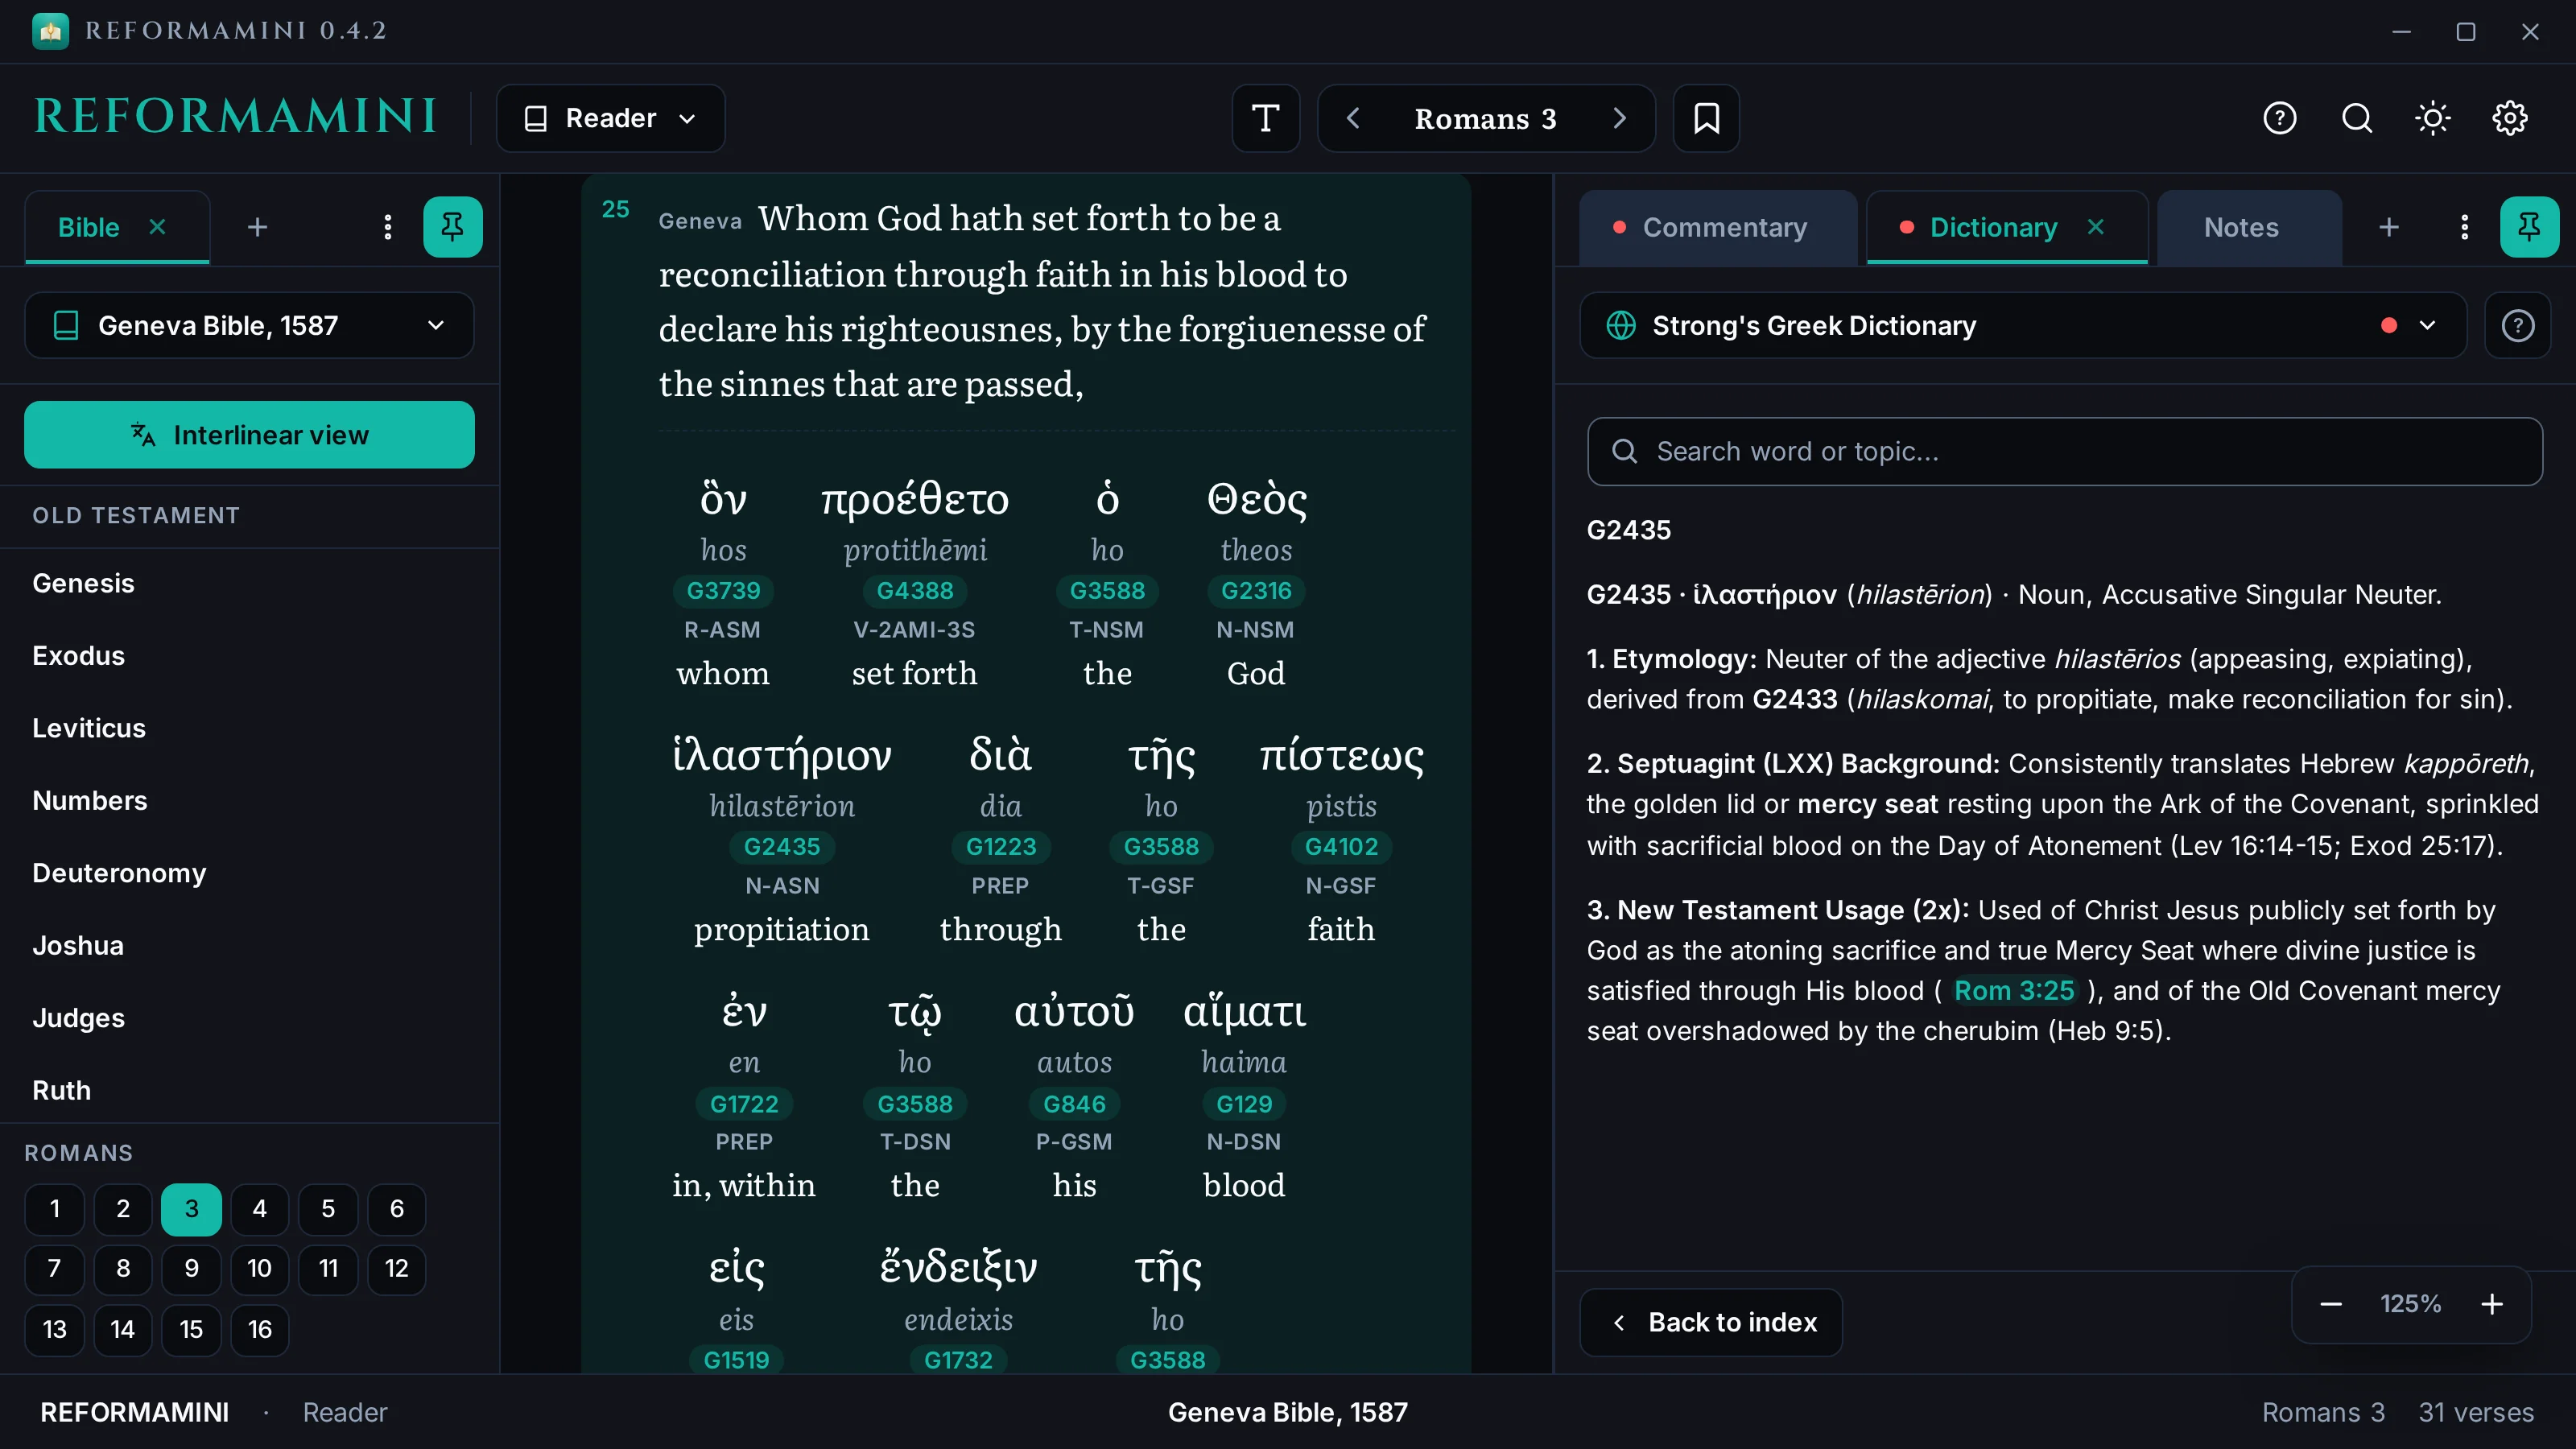 REFORMAMINI 0.4.2
REFORMAMINI
Reader
Romans 3
Bible
Geneva Bible, 1587
Interlinear view
OLD TESTAMENT
Genesis
Exodus
Leviticus
Numbers
Deuteronomy
Joshua
Judges
Ruth
ROMANS
1 2 3 4 5 6
7 8 9 10 11 12
13 14 15 16
25 Geneva Whom God hath set forth to be a
reconciliation through faith in his blood to
declare his righteousnes, by the forgiuenesse of
the sinnes that are passed,
ὃν προέθετο ὁ Θεὸς
hos protithēmi ho theos
G3739 G4388 G3588 G2316
R-ASM V-2AMI-3S T-NSM N-NSM
whom set forth the God
ἱλαστήριον διὰ τῆς πίστεως
hilastērion dia ho pistis
G2435 G1223 G3588 G4102
N-ASN PREP T-GSF N-GSF
propitiation through the faith
ἐν τῷ αὐτοῦ αἵματι
en ho autos haima
G1722 G3588 G846 G129
PREP T-DSN P-GSM N-DSN
in, within the his blood
εἰς ἔνδειξιν τῆς
eis endeixis ho
G1519 G1732 G3588
Commentary Dictionary Notes
Strong's Greek Dictionary
Search word or topic...
G2435
G2435 · ἱλαστήριον (hilastērion) · Noun, Accusative Singular Neuter.
1. Etymology: Neuter of the adjective hilastērios (appeasing, expiating),
derived from G2433 (hilaskomai, to propitiate, make reconciliation for sin).
2. Septuagint (LXX) Background: Consistently translates Hebrew kappōreth,
the golden lid or mercy seat resting upon the Ark of the Covenant, sprinkled
with sacrificial blood on the Day of Atonement (Lev 16:14-15; Exod 25:17).
3. New Testament Usage (2x): Used of Christ Jesus publicly set forth by
God as the atoning sacrifice and true Mercy Seat where divine justice is
satisfied through His blood ( Rom 3:25 ), and of the Old Covenant mercy
seat overshadowed by the cherubim (Heb 9:5).
Back to index
125%
REFORMAMINI · Reader
Geneva Bible, 1587
Romans 3 31 verses